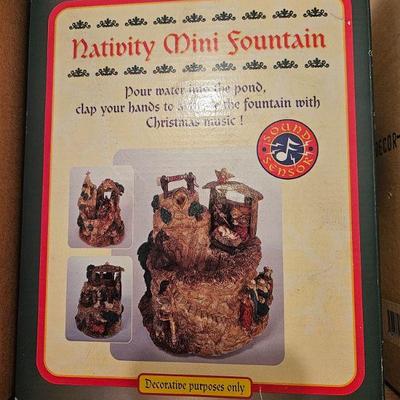 Nativity Mini Fountain
Pour water into the pond,
clap your hands to the fountain with
Christmas music !
SOUND
SENSOR
Decorative purposes only
DECOR-